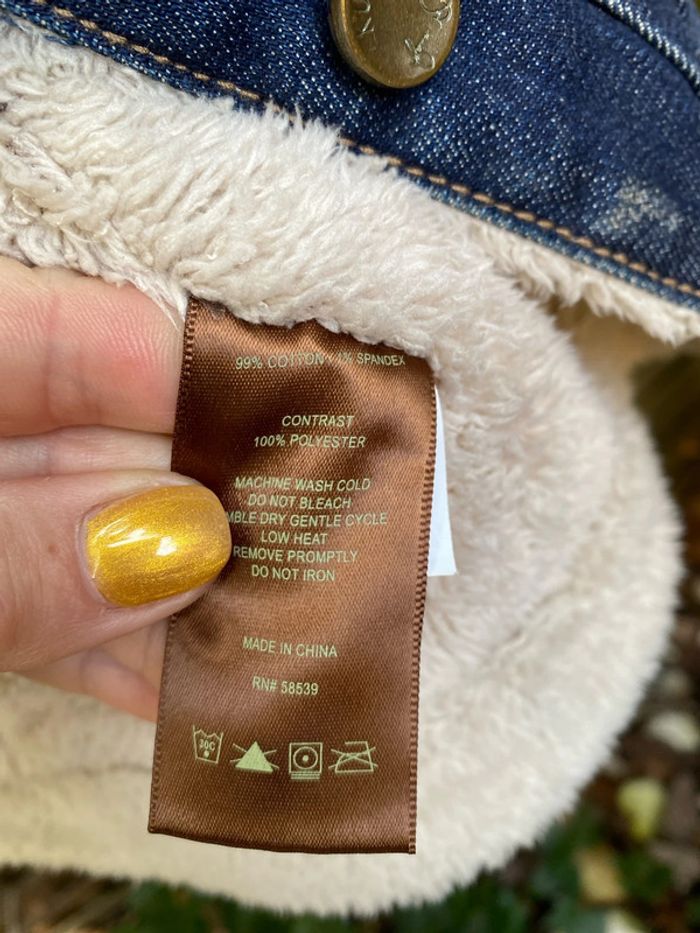 99% COTTON 1% SPANDEX
CONTRAST
100% POLYESTER
MACHINE WASH COLD
DO NOT BLEACH
MBLE DRY GENTLE CYCLE
LOW HEAT
REMOVE PROMPTLY
DO NOT IRON
MADE IN CHINA
RN# 58539
30C